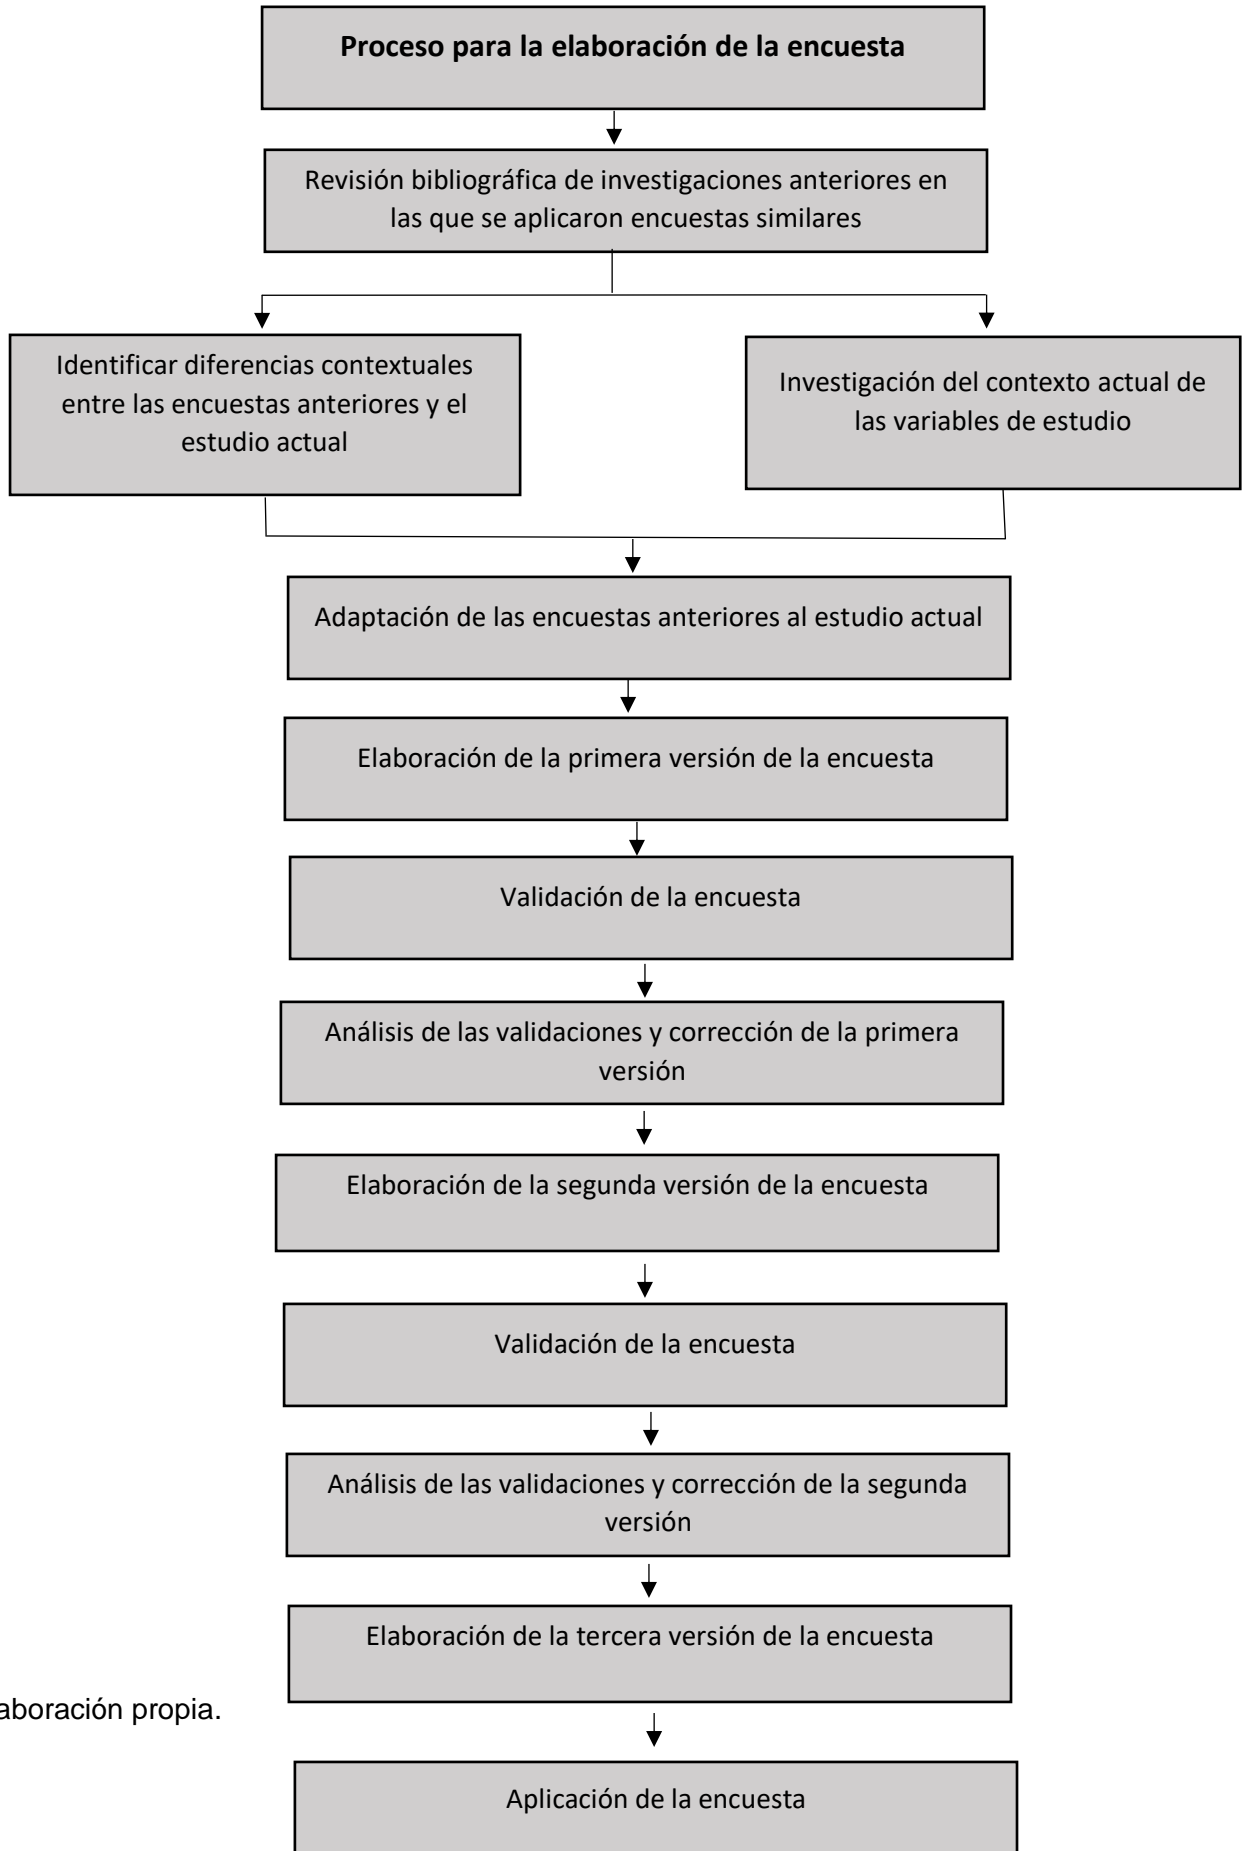 Proceso para la elaboración de la encuesta
Revisión bibliográfica de investigaciones anteriores en
las que se aplicaron encuestas similares
Identificar diferencias contextuales
entre las encuestas anteriores y el
estudio actual
Investigación del contexto actual de
las variables de estudio
Adaptación de las encuestas anteriores al estudio actual
Elaboración de la primera versión de la encuesta
Validación de la encuesta
Análisis de las validaciones y corrección de la primera
versión
Elaboración de la segunda versión de la encuesta
Validación de la encuesta
Análisis de las validaciones y corrección de la segunda
versión
Elaboración de la tercera versión de la encuesta
aboración propia.
Aplicación de la encuesta